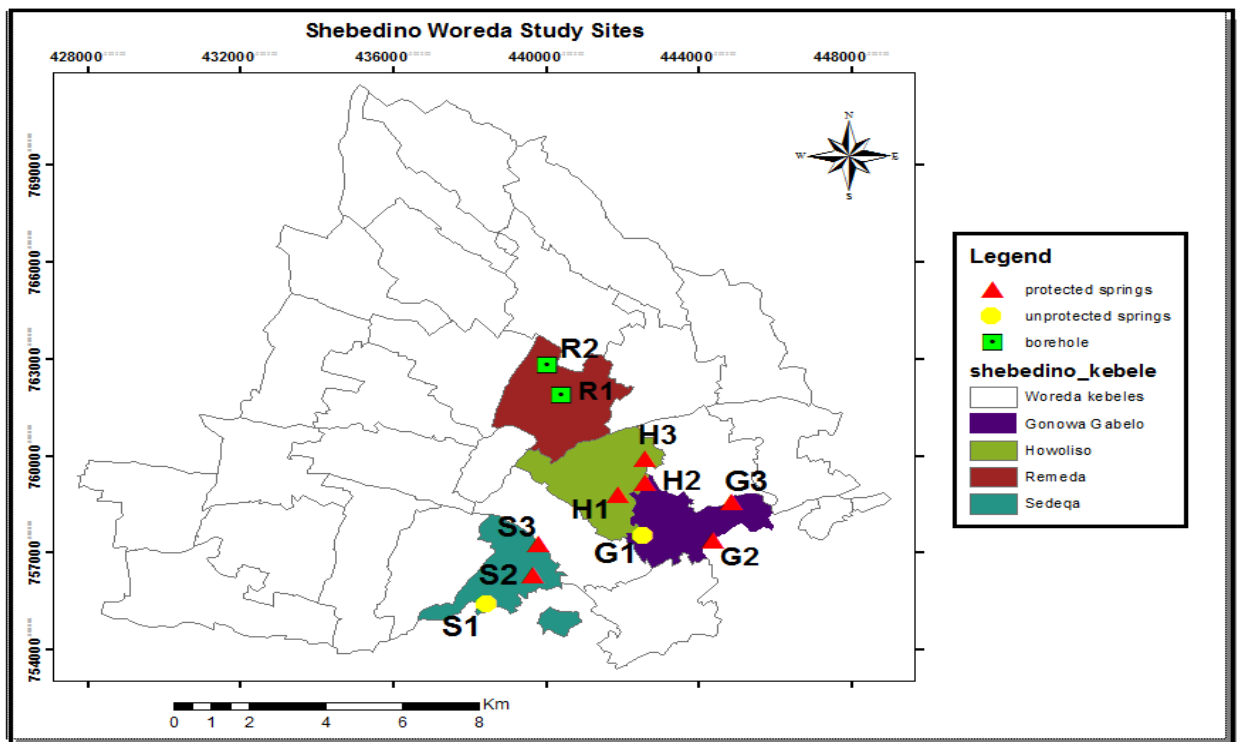 Shebedino Woreda Study Sites
428000 432000 436000 440000 444000 448000
769000
766000
763000
760000
757000
754000
N
W E
S
R2
R1
H3
H2
H1
G3
G1
G2
S3
S2
S1
Legend
protected springs
unprotected springs
borehole
shebedino_kebele
Woreda kebeles
Gonowa Gabelo
Howoliso
Remeda
Sedeqa
Km
0 1 2 4 6 8